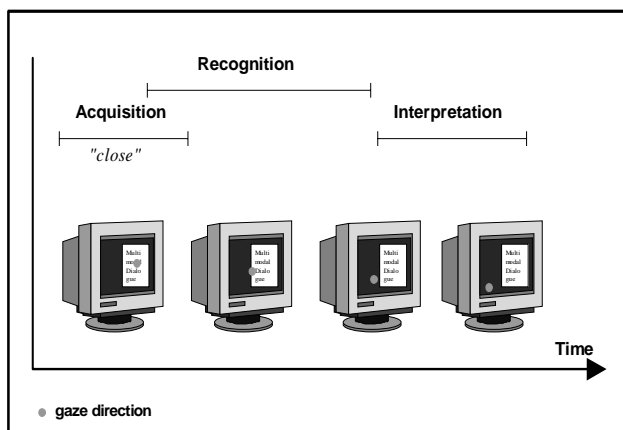 Recognition
Acquisition
Interpretation
"close"
Multi
modal
Dialo
gue
Multi
modal
Dialo
gue
Multi
modal
Dialo
gue
Multi
modal
Dialo
gue
Time
gaze direction